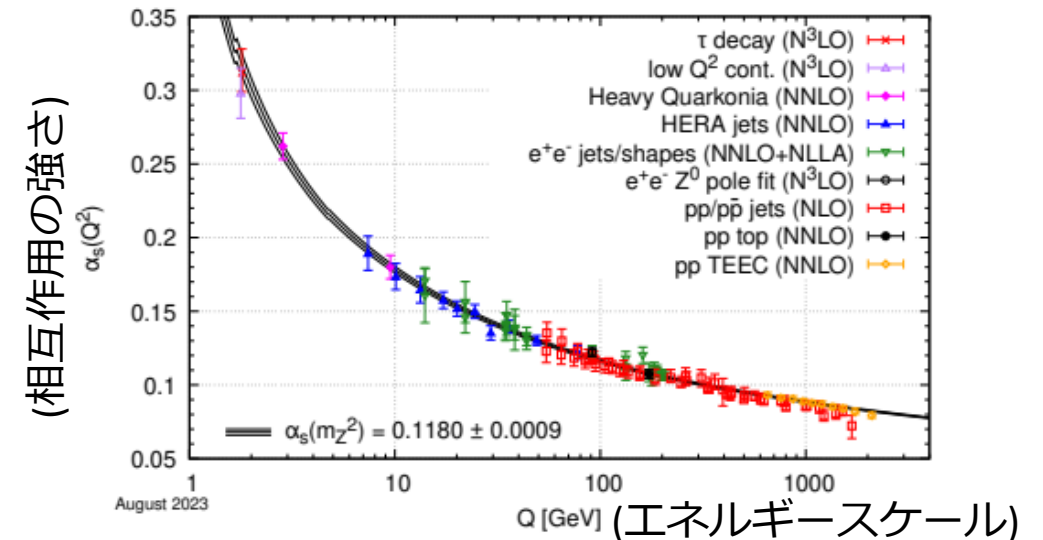 0.35
0.3
0.25
0.2
0.15
0.1
0.05
(相互作用の強さ)
αs(Q²)
τ decay (N³LO)
low Q² cont. (N³LO)
Heavy Quarkonia (NNLO)
HERA jets (NNLO)
e⁺e⁻ jets/shapes (NNLO+NLLA)
e⁺e⁻ Z⁰ pole fit (N³LO)
pp/pp̄ jets (NLO)
pp top (NNLO)
pp TEEC (NNLO)
αs(mZ²) = 0.1180 ± 0.0009
1 10 100 1000
August 2023
Q [GeV] (エネルギースケール)